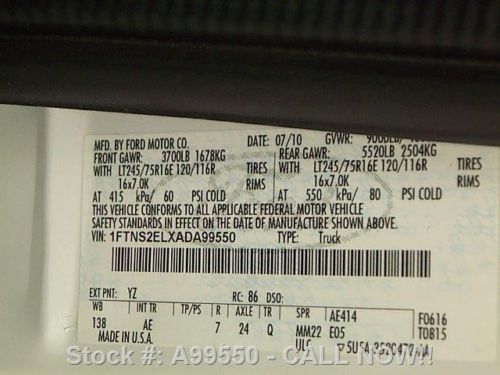 MFD. BY FORD MOTOR CO. DATE: 07/10 GVWR:
FRONT GAWR: 3700LB 1678KG REAR GAWR: 5520LB 2504KG
WITH LT245/75R16E 120/116R TIRES WITH LT245/75R16E 120/116R TIRES
16x7.0K RIMS 16x7.0K RIMS
AT 415 kPa/ 60 PSI COLD AT 550 kPa/ 80 PSI COLD
THIS VEHICLE CONFORMS TO ALL APPLICABLE FEDERAL MOTOR VEHICLE
SAFETY STANDARDS IN EFFECT ON THE DATE OF MANUFACTURE SHOWN ABOVE.
VIN: 1FTNS2ELXADA99550 TYPE: Truck
EXT PNT: YZ RC: 86 DSO:
WB INT TR TP/PS R AXLE TR SPR AE414 F0616
138 AE 7 24 Q MM22 E05 T0815
MADE IN U.S.A. ULC
Stock #: A99550 - CALL NOW!!